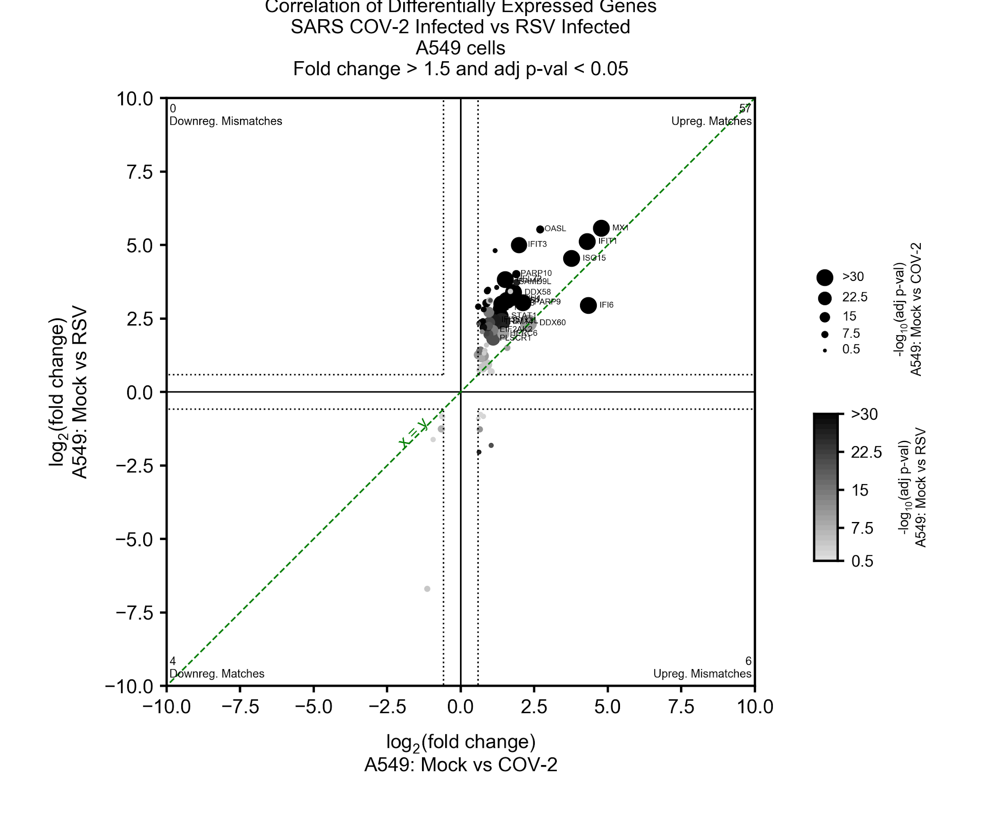 Correlation of Differentially Expressed Genes
SARS COV-2 Infected vs RSV Infected
A549 cells
Fold change > 1.5 and adj p-val < 0.05
10.0
7.5
5.0
2.5
0.0
−2.5
−5.0
−7.5
−10.0
log2(fold change)
A549: Mock vs RSV
0
Downreg. Mismatches
57
Upreg. Matches
OASL
MX1
IFIT3
IFIT1
ISG15
PARP10
SAMD9L
DDX58
PARP9
IFI6
STAT1
DDX60
EIF2AK2
HERC6
PLSCR1
x = y
4
Downreg. Matches
6
Upreg. Mismatches
−10.0
−7.5
−5.0
−2.5
0.0
2.5
5.0
7.5
10.0
log2(fold change)
A549: Mock vs COV-2
>30
22.5
15
7.5
0.5
-log10(adj p-val)
A549: Mock vs COV-2
>30
22.5
15
7.5
0.5
-log10(adj p-val)
A549: Mock vs RSV